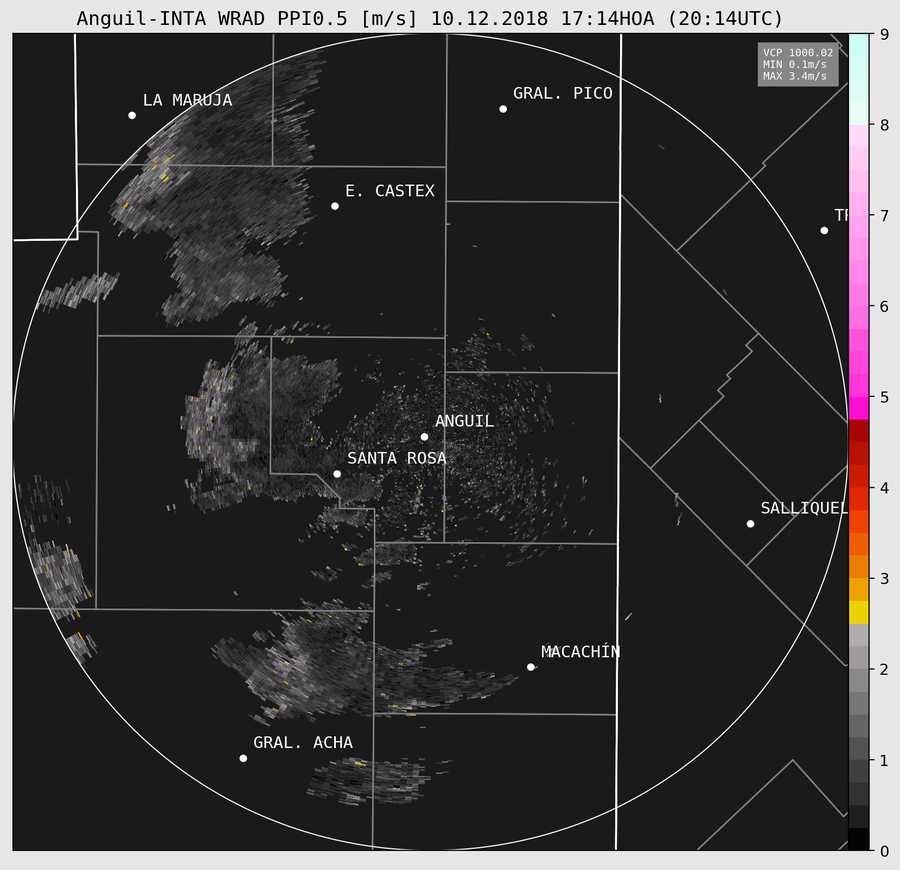 Anguil-INTA WRAD PPI0.5 [m/s] 10.12.2018 17:14HOA (20:14UTC)
VCP 1000.02
MIN 0.1m/s
MAX 3.4m/s
LA MARUJA
GRAL. PICO
E. CASTEX
ANGUIL
SANTA ROSA
SALLIQUEL
MACACHÍN
GRAL. ACHA
9
8
7
6
5
4
3
2
1
0